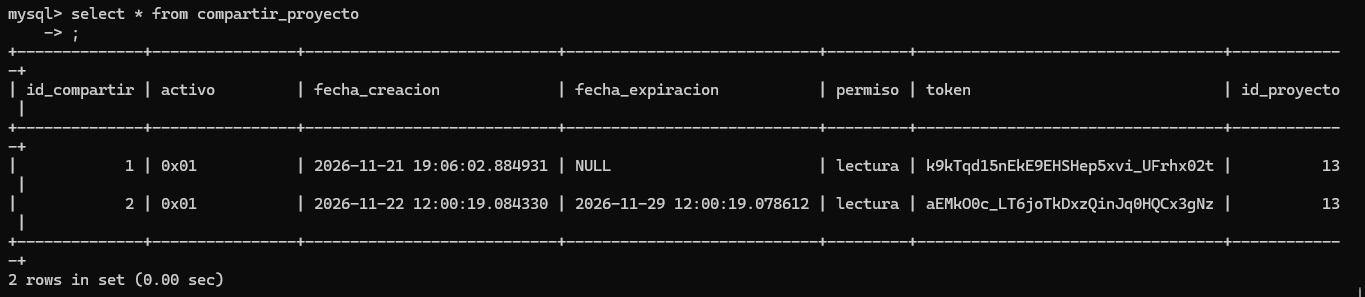 mysql> select * from compartir_proyecto
    -> ;
+--------------+----------------+----------------------------+----------------------------+---------+----------------------------------+------------
-+
| id_compartir | activo         | fecha_creacion             | fecha_expiracion           | permiso | token                            | id_proyecto
 |
+--------------+----------------+----------------------------+----------------------------+---------+----------------------------------+------------
-+
|            1 | 0x01           | 2026-11-21 19:06:02.884931 | NULL                       | lectura | k9kTqd15nEkE9EHSHep5xvi_UFrhx02t |          13
 |
|            2 | 0x01           | 2026-11-22 12:00:19.084330 | 2026-11-29 12:00:19.078612 | lectura | aEMkO0c_LT6joTkDxzQinJq0HQCx3gNz |          13
 |
+--------------+----------------+----------------------------+----------------------------+---------+----------------------------------+------------
-+
2 rows in set (0.00 sec)